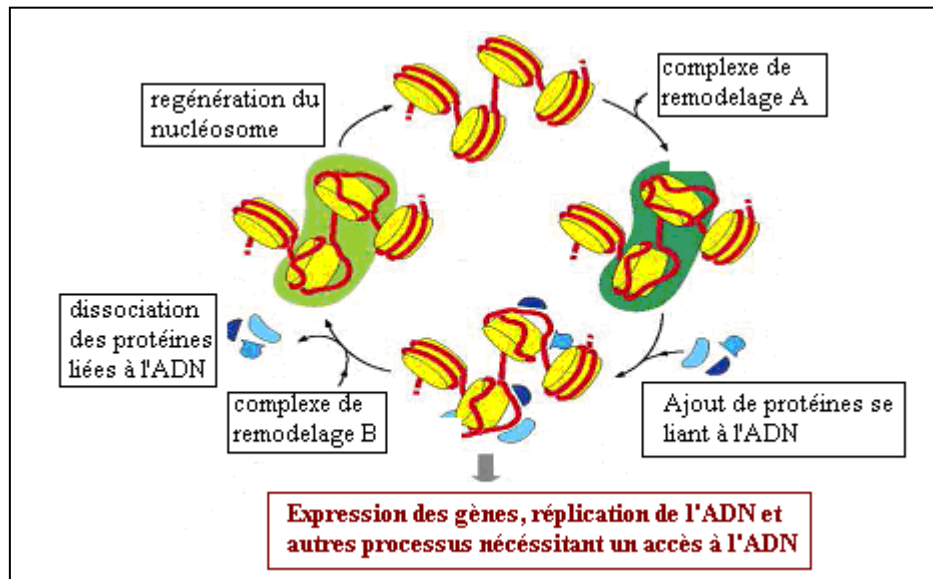 complexe de
remodelage A
regénération du
nucléosome
dissociation
des protéines
liées à l'ADN
complexe de
remodelage B
Ajout de protéines se
liant à l'ADN
Expression des gènes, réplication de l'ADN et
autres processus nécéssitant un accès à l'ADN